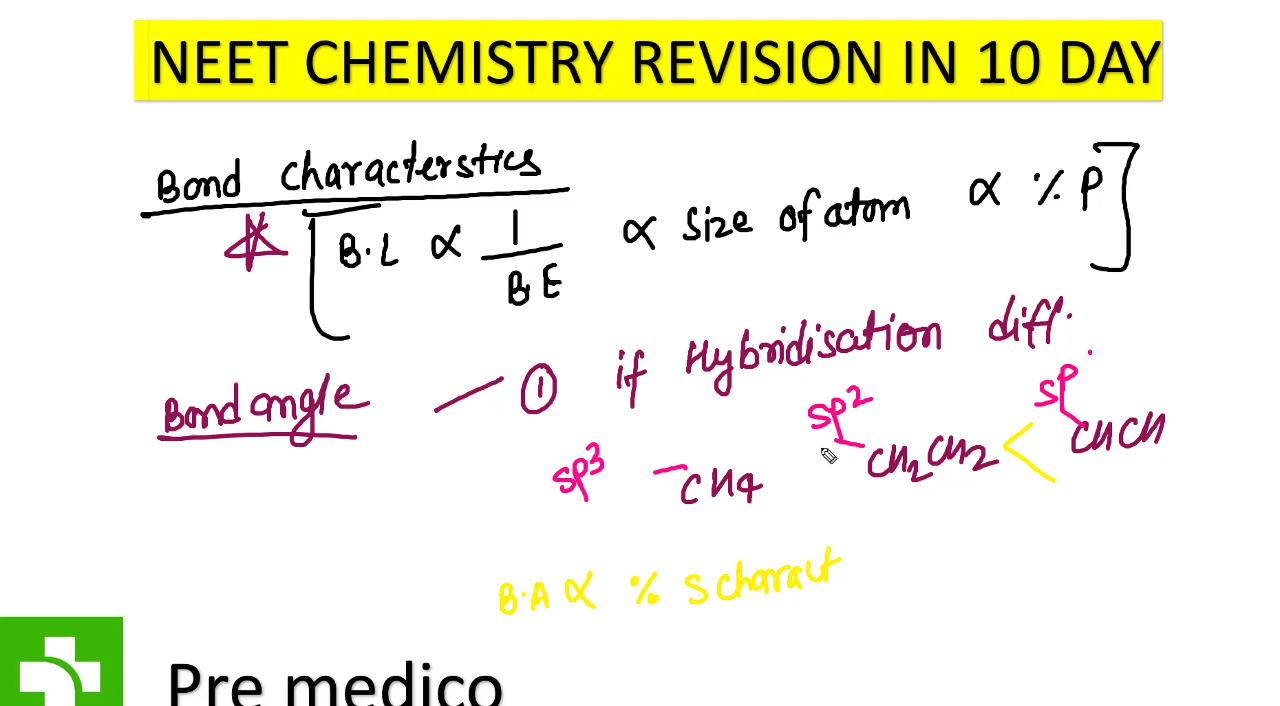 NEET CHEMISTRY REVISION IN 10 DAY
Bond Characterstics
B.L ∝ 1/B.E ∝ Size of atom ∝ % P
Bond angle — ① if Hybridisation diff.
sp3 – CH4 sp2 CH2CH2 < sp CHCH
B.A ∝ % S charact
Pre medico